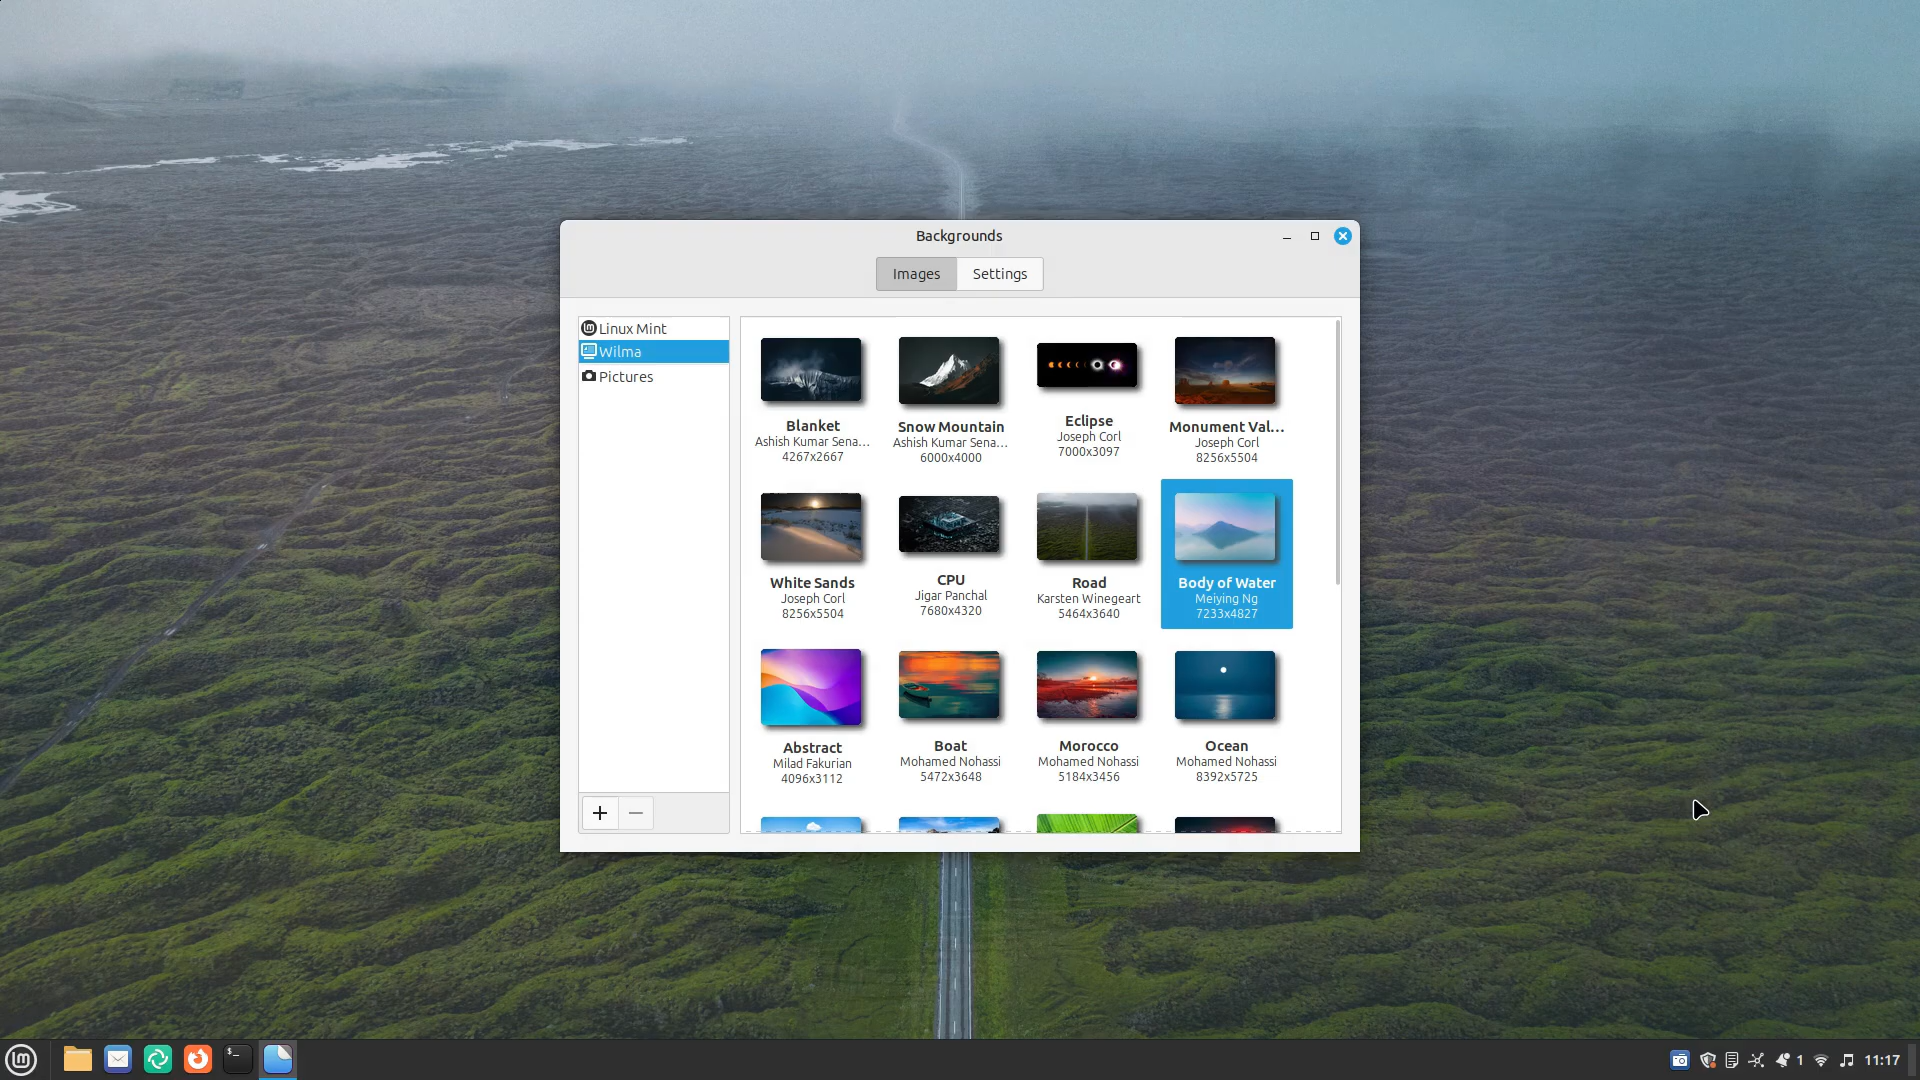 Backgrounds
Images
Settings
Linux Mint
Wilma
Pictures
Blanket
Ashish Kumar Sena...
4267x2667
Snow Mountain
Ashish Kumar Sena...
6000x4000
Eclipse
Joseph Corl
7000x3097
Monument Val...
Joseph Corl
8256x5504
White Sands
Joseph Corl
8256x5504
CPU
Jigar Panchal
7680x4320
Road
Karsten Winegeart
5464x3640
Body of Water
Meiying Ng
7233x4827
Abstract
Milad Fakurian
4096x3112
Boat
Mohamed Nohassi
5472x3648
Morocco
Mohamed Nohassi
5184x3456
Ocean
Mohamed Nohassi
8392x5725
$_
1
11:17